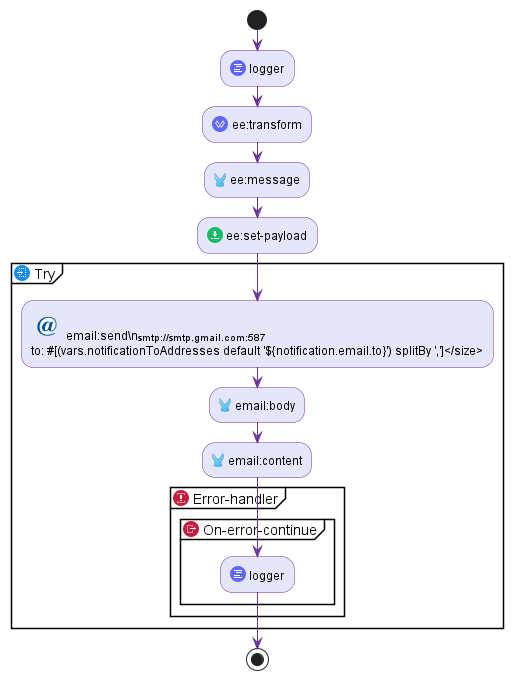 logger
ee:transform
ee:message
ee:set-payload
Try
email:send\nsmtp://smtp.gmail.com:587
to: #[(vars.notificationToAddresses default '${notification.email.to}') splitBy ',']</size>
email:body
email:content
Error-handler
On-error-continue
logger